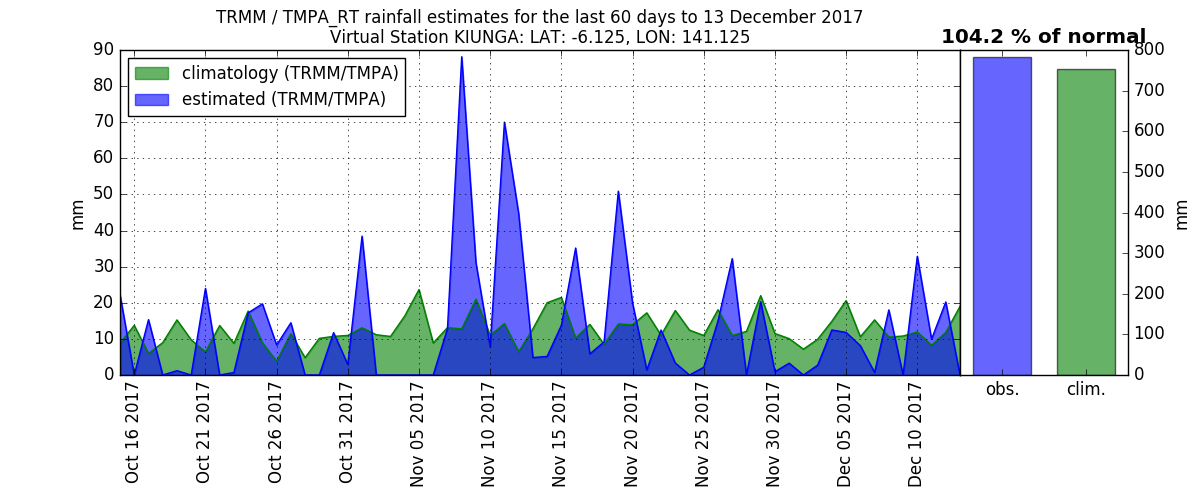 TRMM / TMPA_RT rainfall estimates for the last 60 days to 13 December 2017
Virtual Station KIUNGA: LAT: -6.125, LON: 141.125
104.2 % of normal
climatology (TRMM/TMPA)
estimated (TRMM/TMPA)
mm
90
80
70
60
50
40
30
20
10
0
Oct 16 2017
Oct 21 2017
Oct 26 2017
Oct 31 2017
Nov 05 2017
Nov 10 2017
Nov 15 2017
Nov 20 2017
Nov 25 2017
Nov 30 2017
Dec 05 2017
Dec 10 2017
obs.
clim.
800
700
600
500
400
300
200
100
0
mm